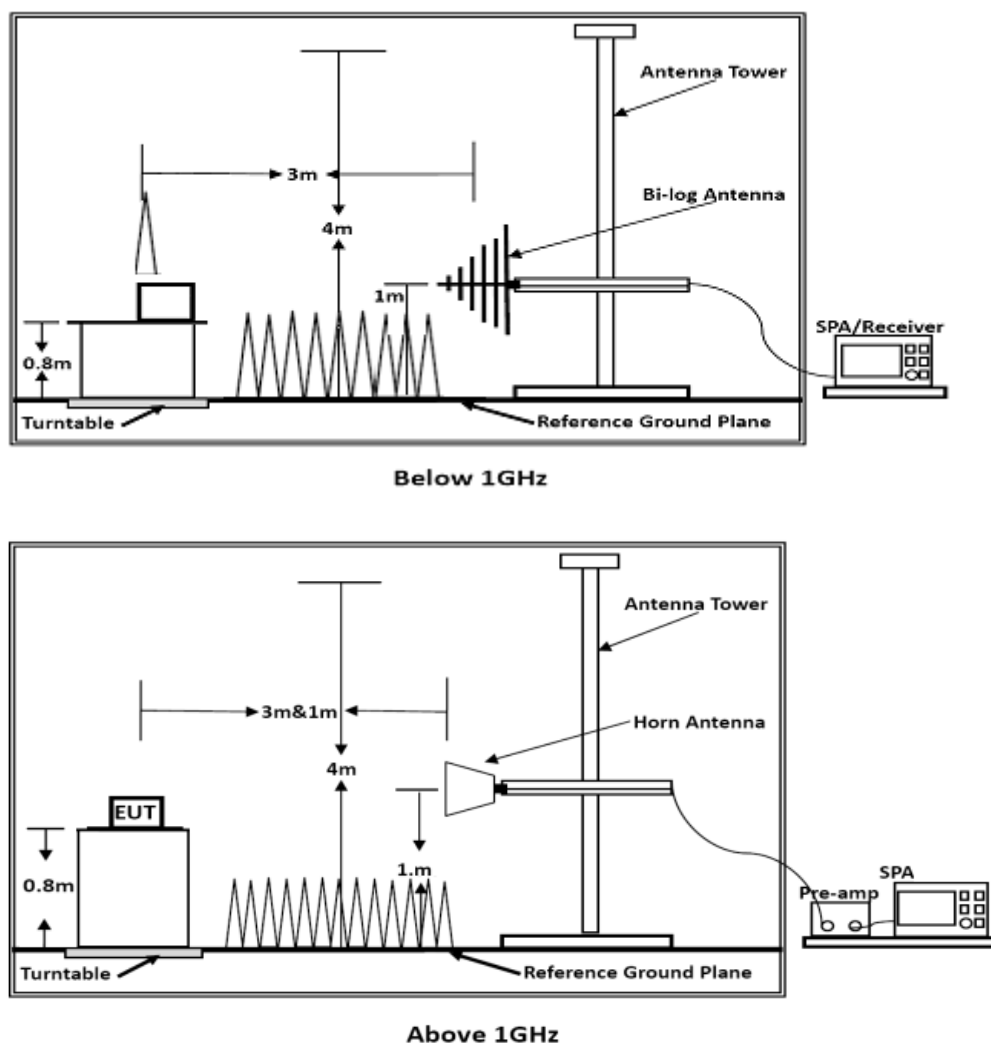 Antenna Tower
3m
Bi-log Antenna
4m
1m
SPA/Receiver
0.8m
Turntable
Reference Ground Plane
Below 1GHz
Antenna Tower
3m&1m
Horn Antenna
4m
EUT
1.m
SPA
0.8m
Pre-amp
Turntable
Reference Ground Plane
Above 1GHz